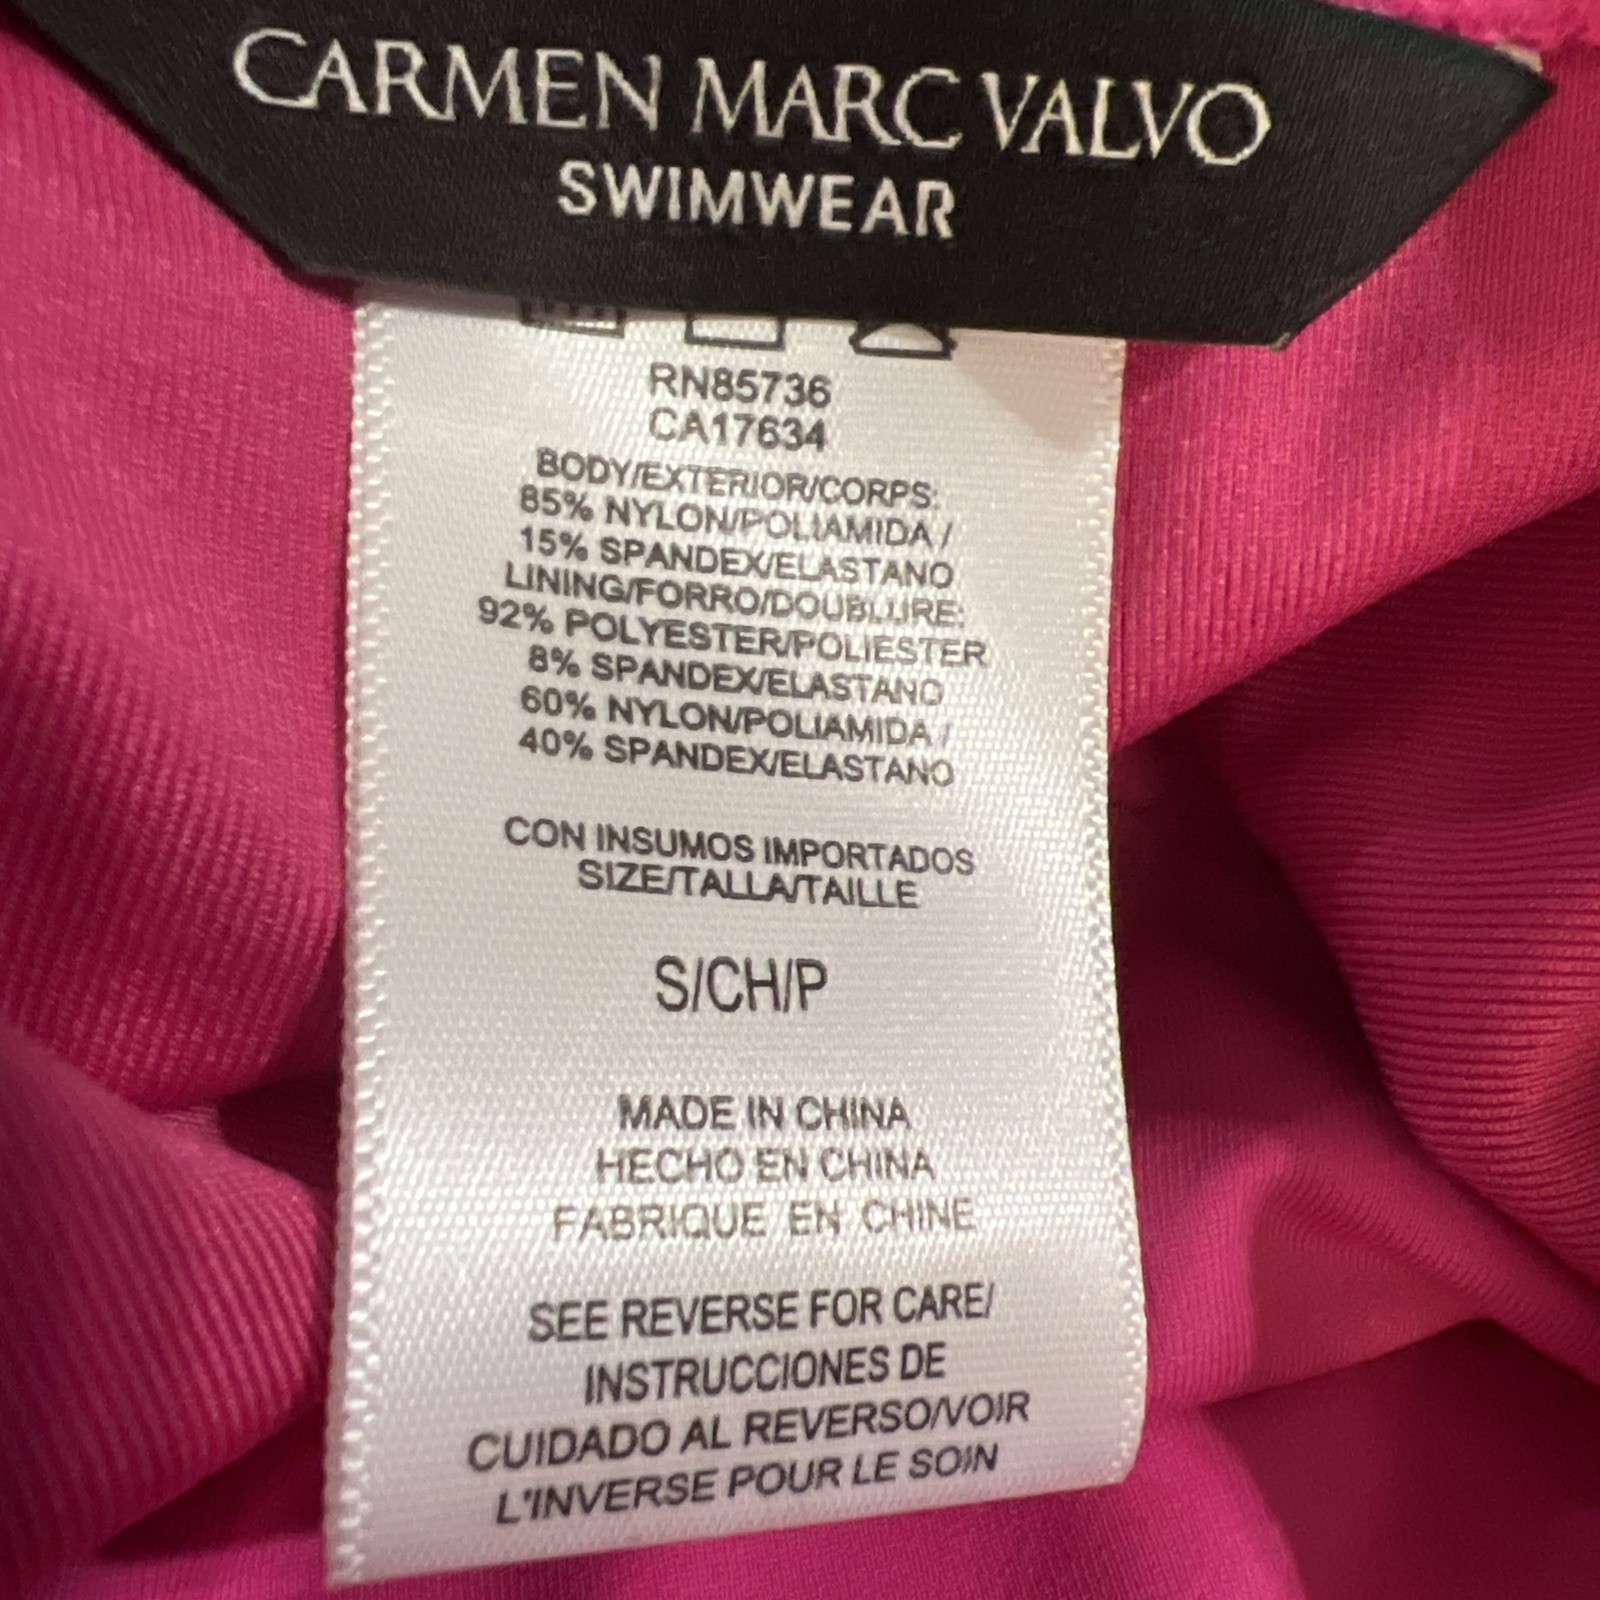 CARMEN MARC VALVO
SWIMWEAR
RN85736
CA17634
BODY/EXTERIOR/CORPS:
85% NYLON/POLIAMIDA /
15% SPANDEX/ELASTANO
LINING/FORRO/DOUBLURE:
92% POLYESTER/POLIESTER
8% SPANDEX/ELASTANO
60% NYLON/POLIAMIDA /
40% SPANDEX/ELASTANO
CON INSUMOS IMPORTADOS
SIZE/TALLA/TAILLE
S/CH/P
MADE IN CHINA
HECHO EN CHINA
FABRIQUE EN CHINE
SEE REVERSE FOR CARE/
INSTRUCCIONES DE
CUIDADO AL REVERSO/VOIR
L'INVERSE POUR LE SOIN